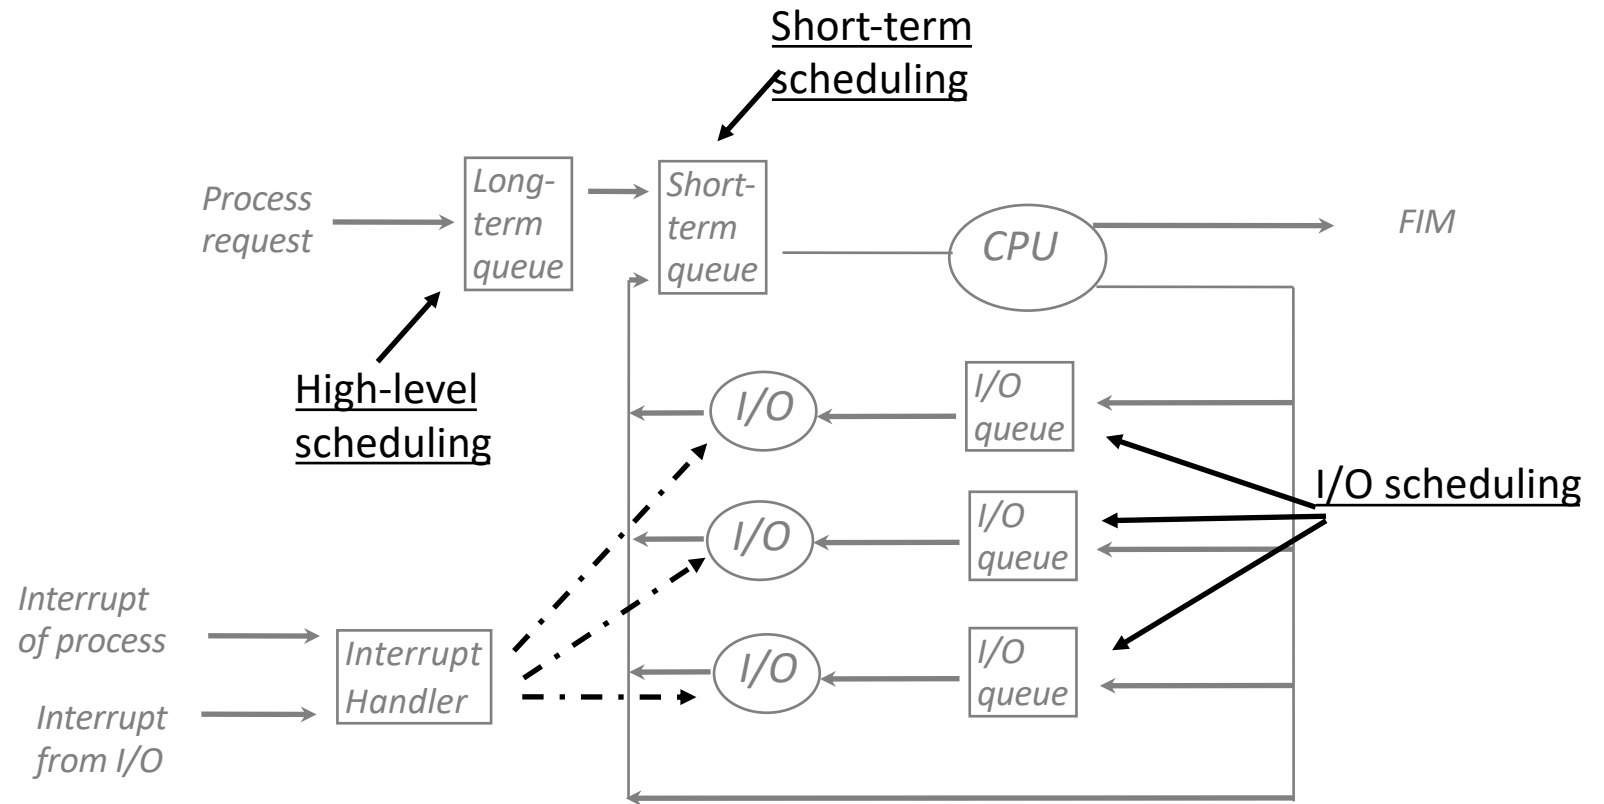 Short-term
scheduling
Process
request
Long-
term
queue
Short-
term
queue
CPU
FIM
High-level
scheduling
I/O
I/O
queue
I/O scheduling
I/O
I/O
queue
Interrupt
of process
Interrupt
Handler
I/O
I/O
queue
Interrupt
from I/O